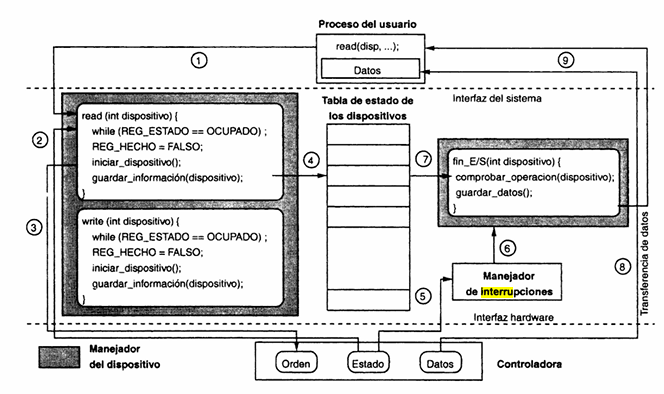 Proceso del usuario
read(disp, ...);
Datos
1
9
Interfaz del sistema
read (int dispositivo) {
while (REG_ESTADO == OCUPADO) ;
REG_HECHO = FALSO;
iniciar_dispositivo();
guardar_información(dispositivo);
}
write (int dispositivo) {
while (REG_ESTADO == OCUPADO) ;
REG_HECHO = FALSO;
iniciar_dispositivo();
guardar_información(dispositivo);
}
2
3
4
Tabla de estado de
los dispositivos
5
7
fin_E/S(int dispositivo) {
comprobar_operacion(dispositivo);
guardar_datos();
}
6
Manejador
de interrupciones
8
Transferencia de datos
Interfaz hardware
Manejador
del dispositivo
Orden
Estado
Datos
Controladora